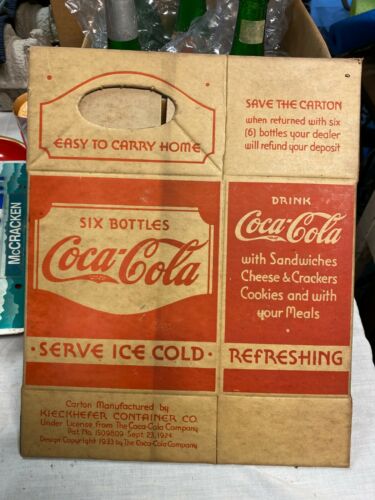 EASY TO CARRY HOME
SIX BOTTLES
Coca-Cola
SERVE ICE COLD
Carton Manufactured by
KIECKHEFER CONTAINER CO.
Under License from The Coca-Cola Company
Pat. No. 1509809 - Sept. 23, 1924
Design Copyright 1933 by The Coca-Cola Company
SAVE THE CARTON
when returned with six
(6) bottles your dealer
will refund your deposit
DRINK
Coca-Cola
with Sandwiches
Cheese & Crackers
Cookies and with
your Meals
REFRESHING
McCRACKEN